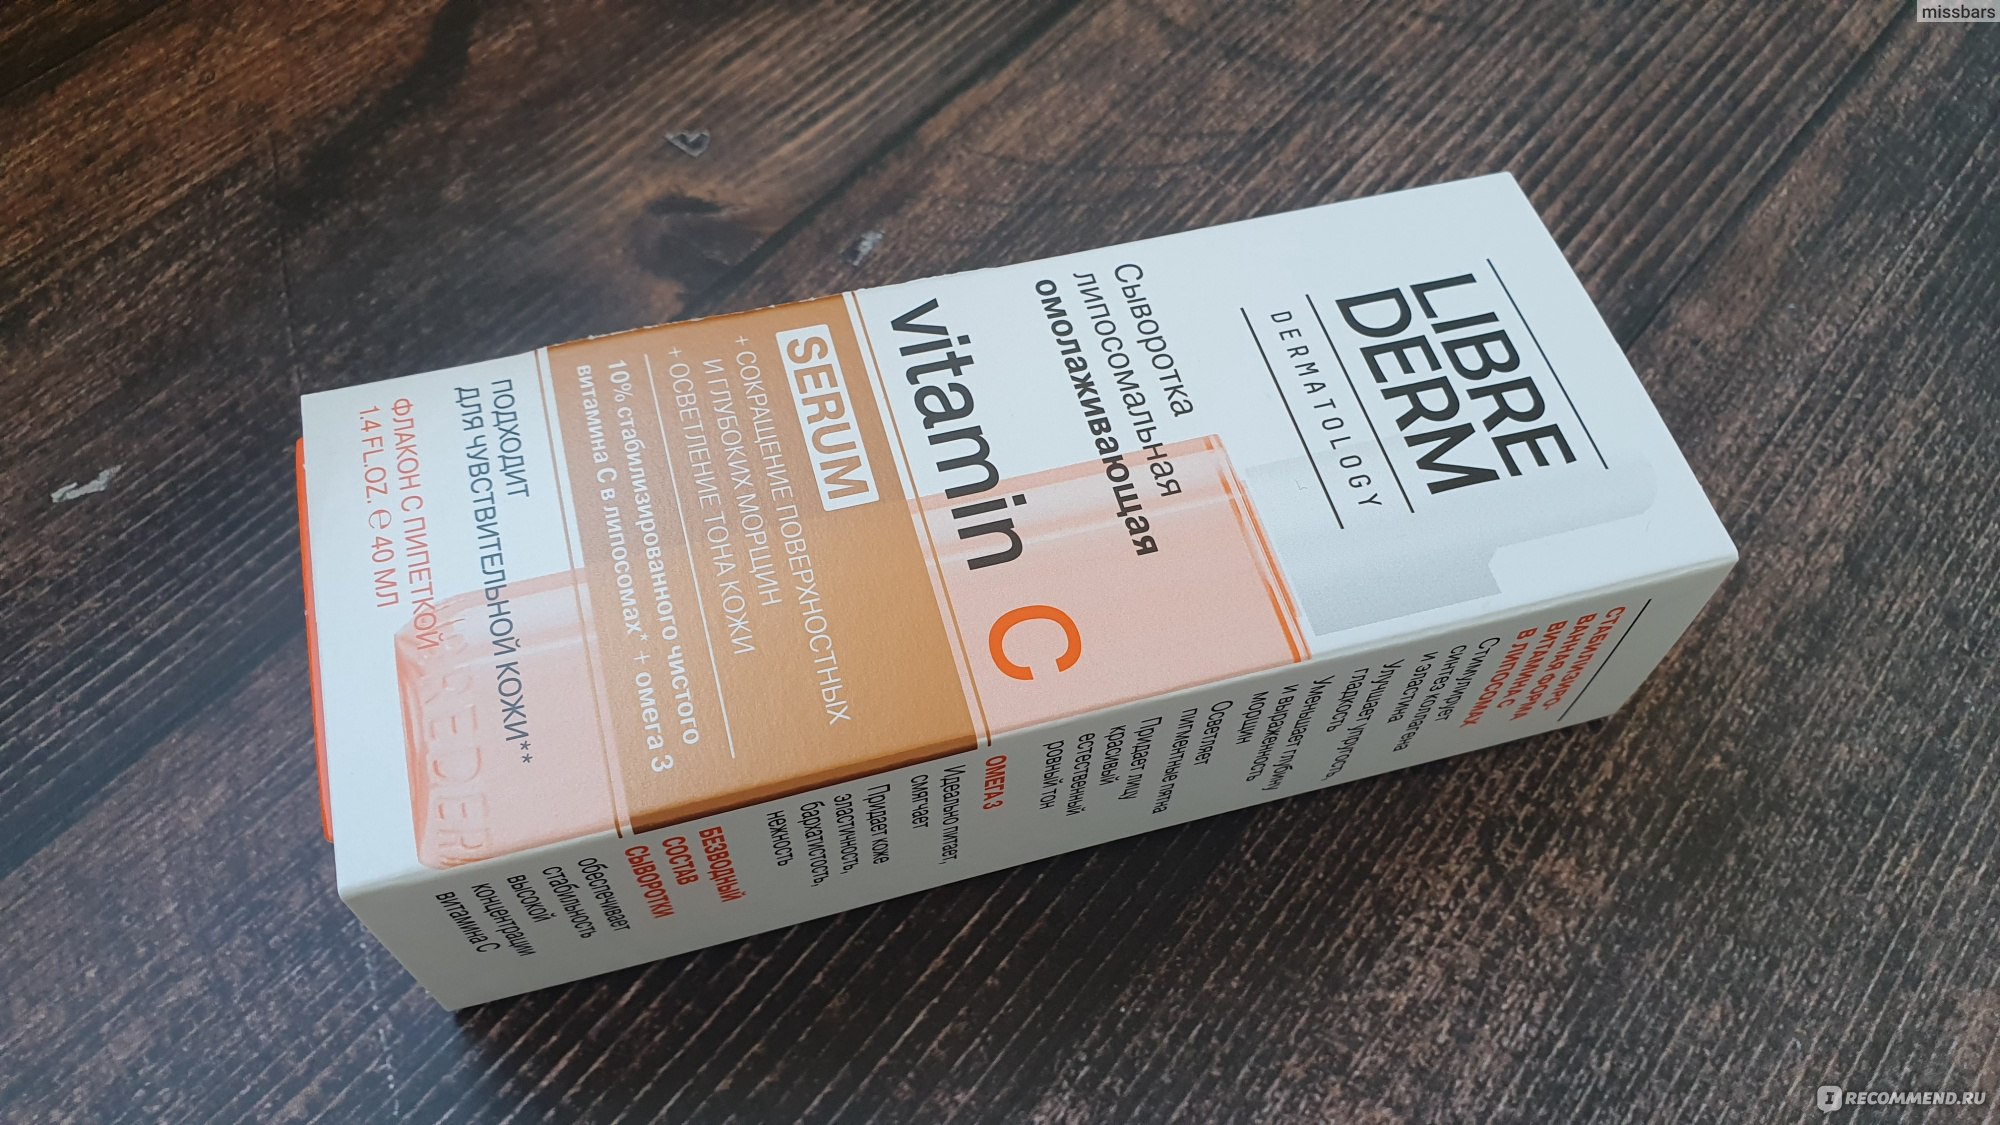 missbars
LIBRE
DERM
DERMATOLOGY
Сыворотка
липосомальная
омолаживающая
vitamin C
SERUM
+ СОКРАЩЕНИЕ ПОВЕРХНОСТНЫХ
И ГЛУБОКИХ МОРЩИН
+ ОСВЕТЛЕНИЕ ТОНА КОЖИ
10% стабилизированного чистого
витамина С в липосомах* + омега 3
ПОДХОДИТ
ДЛЯ ЧУВСТВИТЕЛЬНОЙ КОЖИ**
ФЛАКОН С ПИПЕТКОЙ
1.4 FL.OZ. ℮ 40 МЛ
СТАБИЛИЗИРО-
ВАННАЯ ФОРМА
ВИТАМИНА С
В ЛИПОСОМАХ
Стимулирует
синтез коллагена
и эластина
Улучшает упругость,
гладкость
Уменьшает глубину
и выраженность
морщин
Осветляет
пигментные пятна
Придает лицу
красивый
естественный
ровный тон
ОМЕГА 3
Идеально питает,
смягчает
Придает коже
эластичность,
бархатистость,
нежность
БЕЗВОДНЫЙ
СОСТАВ
СЫВОРОТКИ
обеспечивает
стабильность
высокой
концентрации
витамина С
IRECOMMEND.RU